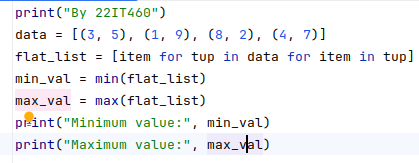 print("By 22IT460")
data = [(3, 5), (1, 9), (8, 2), (4, 7)]
flat_list = [item for tup in data for item in tup]
min_val = min(flat_list)
max_val = max(flat_list)
print("Minimum value:", min_val)
print("Maximum value:", max_val)